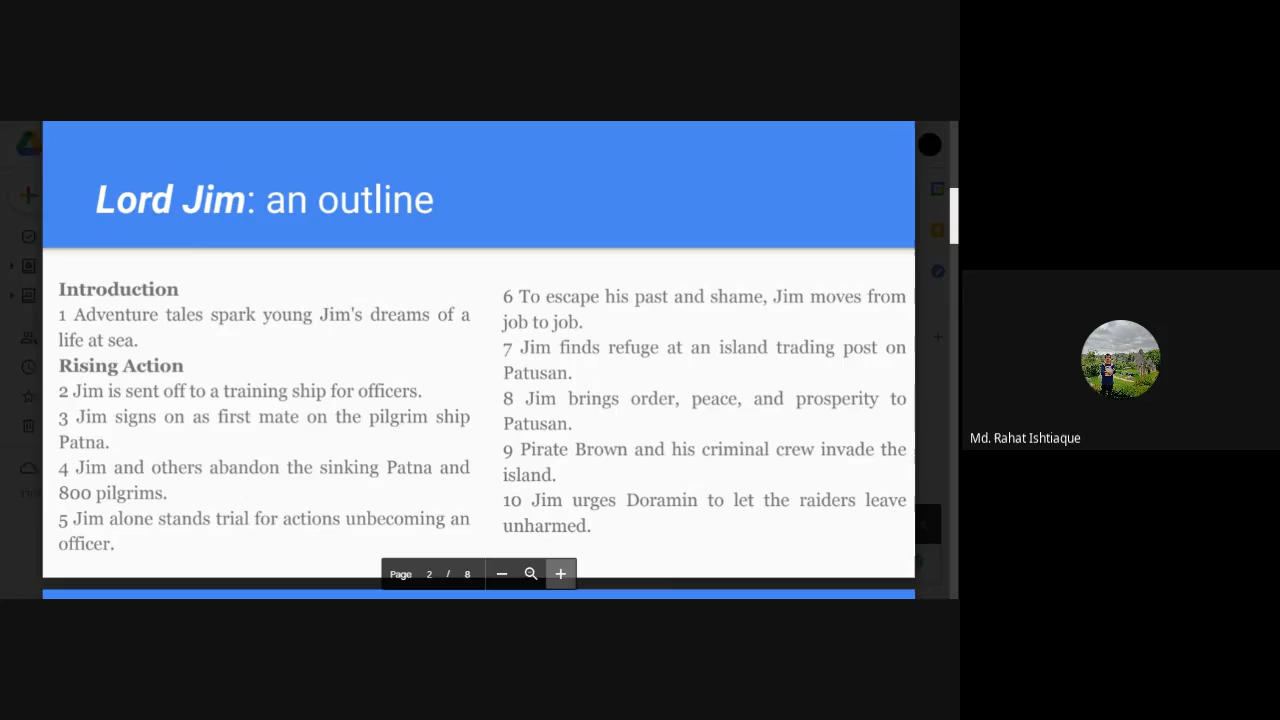 Lord Jim: an outline
Introduction
1 Adventure tales spark young Jim's dreams of a
life at sea.
Rising Action
2 Jim is sent off to a training ship for officers.
3 Jim signs on as first mate on the pilgrim ship
Patna.
4 Jim and others abandon the sinking Patna and
800 pilgrims.
5 Jim alone stands trial for actions unbecoming an
officer.
6 To escape his past and shame, Jim moves from
job to job.
7 Jim finds refuge at an island trading post on
Patusan.
8 Jim brings order, peace, and prosperity to
Patusan.
9 Pirate Brown and his criminal crew invade the
island.
10 Jim urges Doramin to let the raiders leave
unharmed.
Page 2 / 8
Md. Rahat Ishtiaque